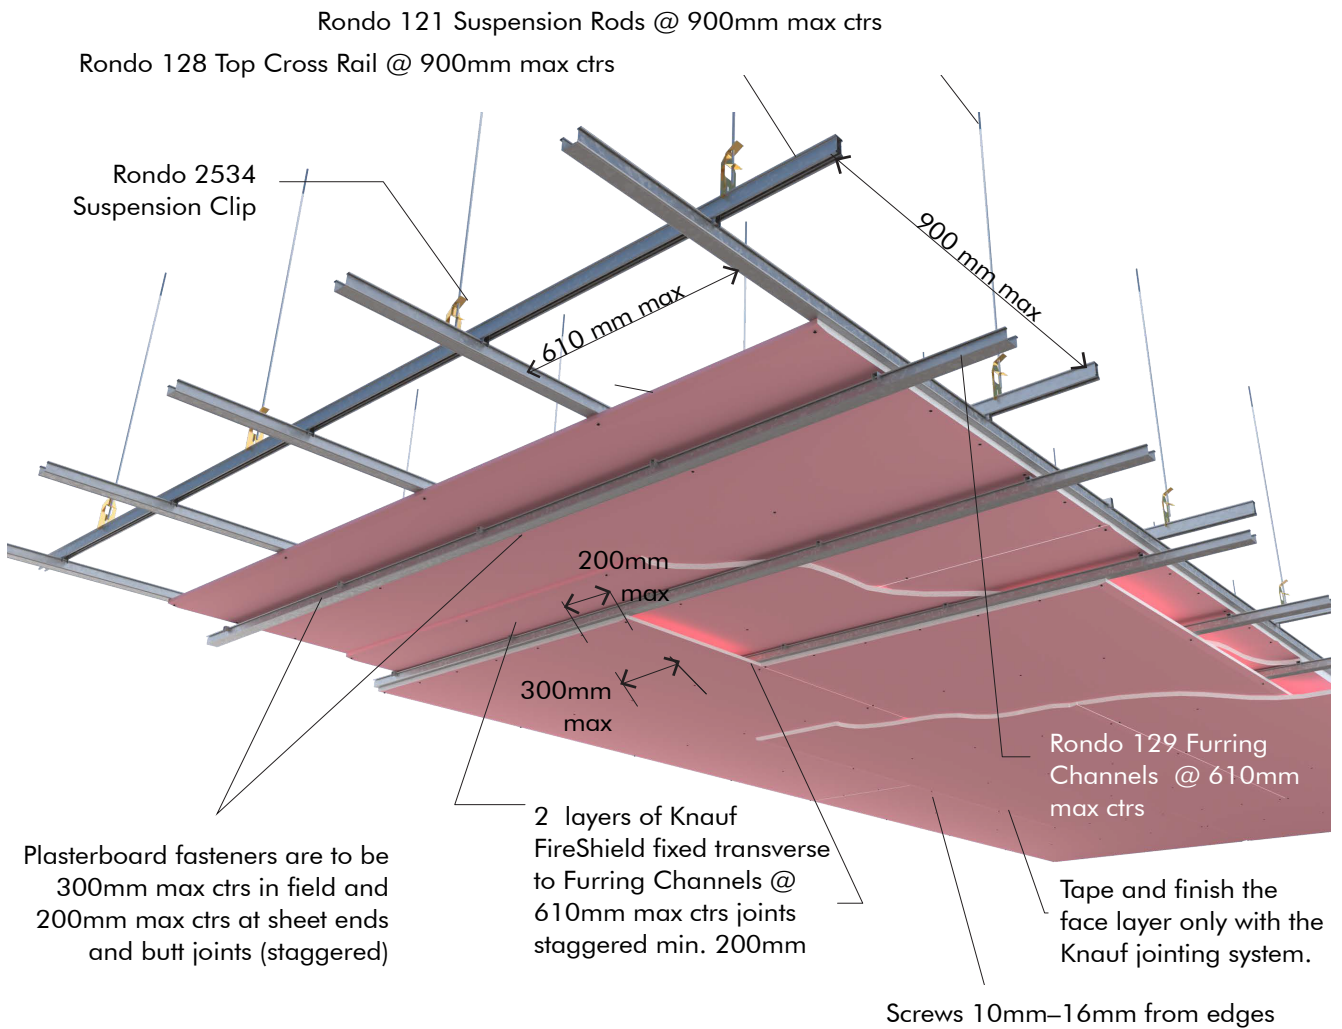 Rondo 121 Suspension Rods @ 900mm max ctrs
Rondo 128 Top Cross Rail @ 900mm max ctrs
Rondo 2534
Suspension Clip
900 mm max
610 mm max
200mm
max
300mm
max
Rondo 129 Furring
Channels @ 610mm
max ctrs
Plasterboard fasteners are to be
300mm max ctrs in field and
200mm max ctrs at sheet ends
and butt joints (staggered)
2 layers of Knauf
FireShield fixed transverse
to Furring Channels @
610mm max ctrs joints
staggered min. 200mm
Tape and finish the
face layer only with the
Knauf jointing system.
Screws 10mm–16mm from edges